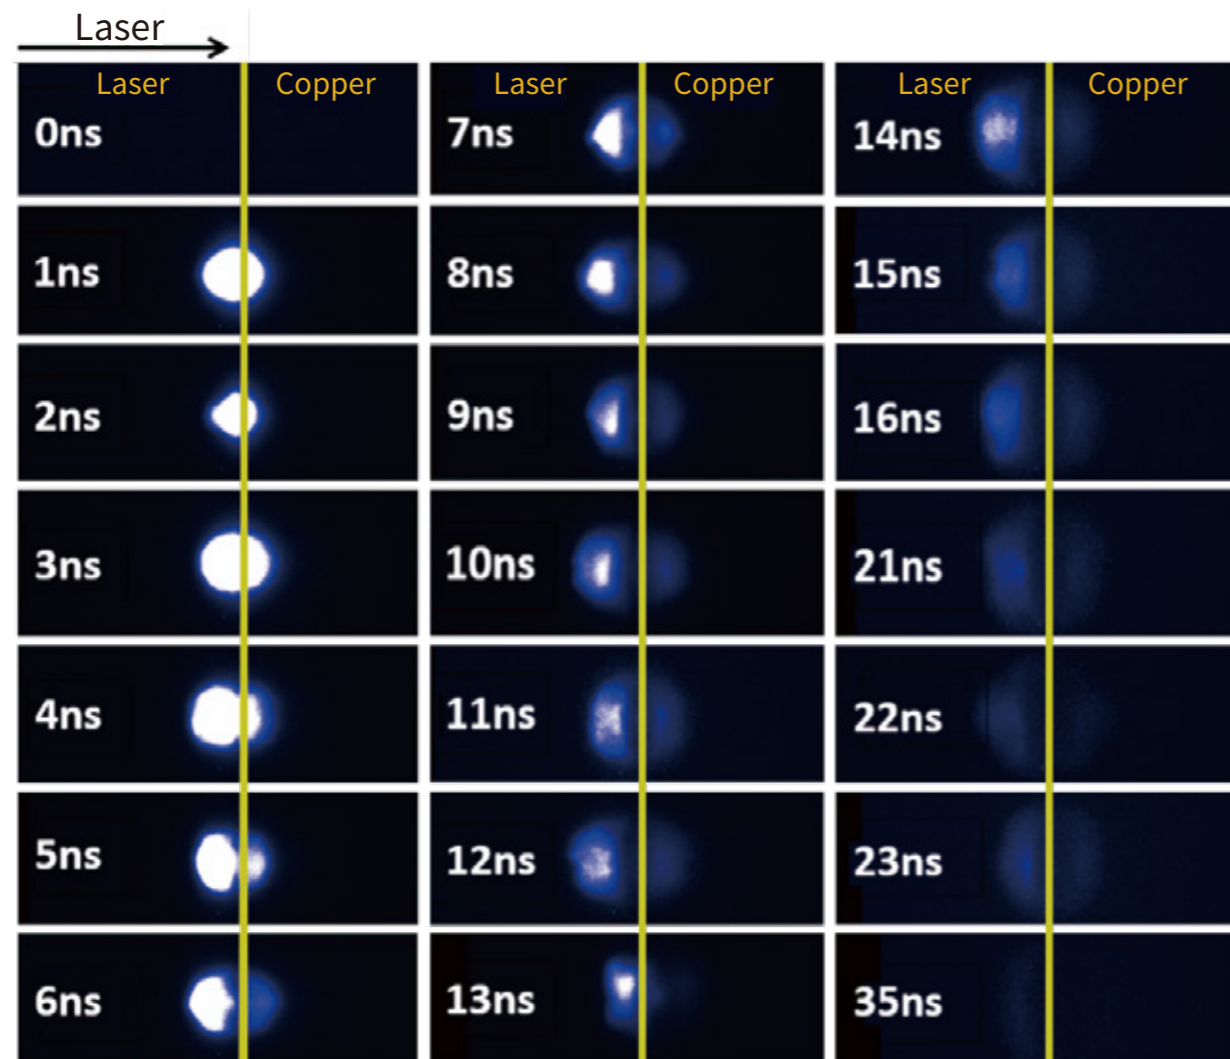 Laser
Laser Copper
0ns
1ns
2ns
3ns
4ns
5ns
6ns
Laser Copper
7ns
8ns
9ns
10ns
11ns
12ns
13ns
Laser Copper
14ns
15ns
16ns
21ns
22ns
23ns
35ns